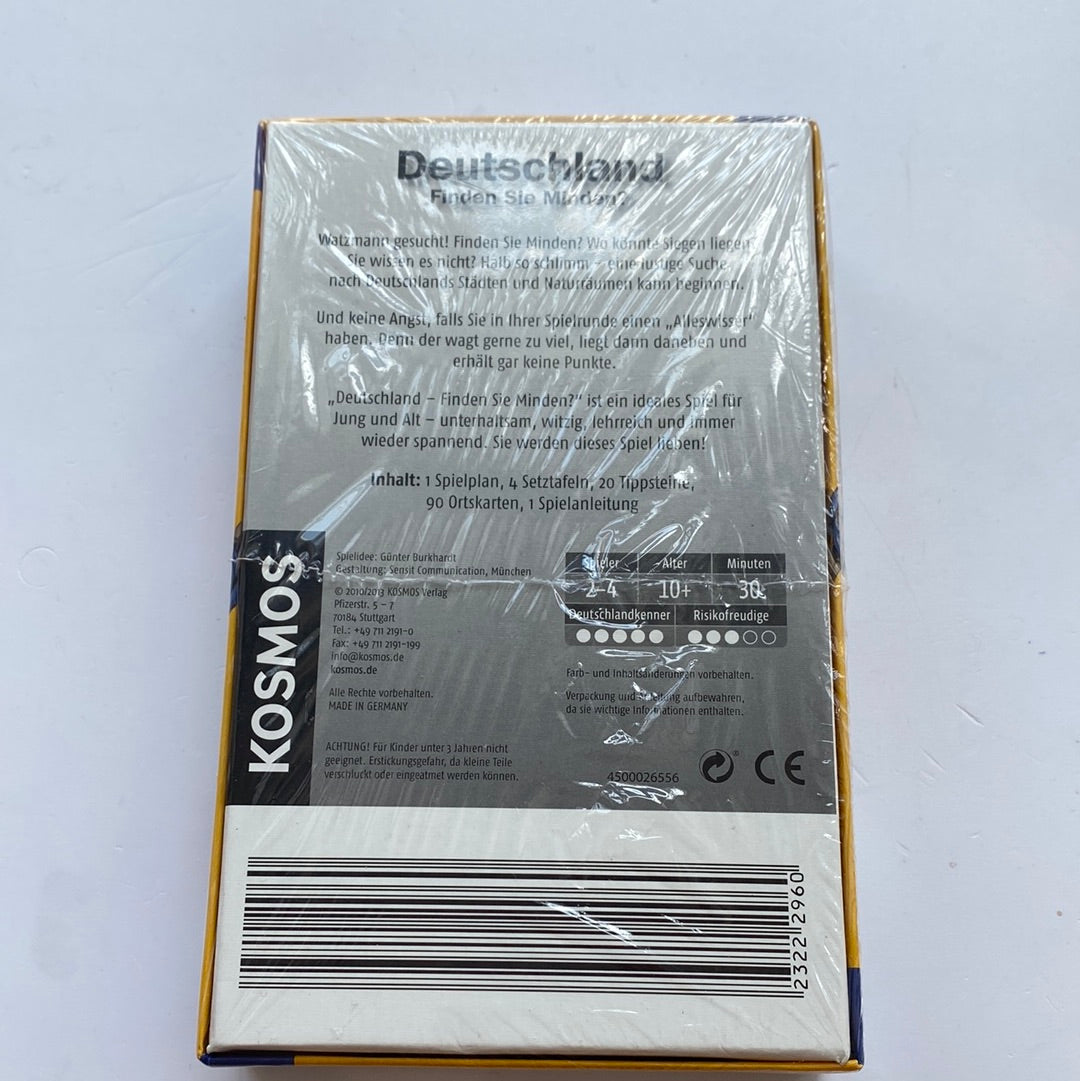 Deutschland
Finden Sie Minden?
Watzmann gesucht! Finden Sie Minden? Wo könnte Siegen liegen?
Sie wissen es nicht? Halb so schlimm – eine lustige Suche
nach Deutschlands Städten und Naturräumen kann beginnen.
Und keine Angst, falls Sie in Ihrer Spielrunde einen „Alleswisser“
haben. Denn der wagt gerne zu viel, liegt dann daneben und
erhält gar keine Punkte.
„Deutschland – Finden Sie Minden?“ ist ein ideales Spiel für
Jung und Alt – unterhaltsam, witzig, lehrreich und immer
wieder spannend. Sie werden dieses Spiel lieben!
Inhalt: 1 Spielplan, 4 Setztafeln, 20 Tippsteine,
90 Ortskarten, 1 Spielanleitung
KOSMOS
Spielidee: Günter Burkhardt
Gestaltung: Sensit Communication, München
© 2010/2013 KOSMOS Verlag
Pfizerstr. 5 – 7
70184 Stuttgart
Tel.: +49 711 2191-0
Fax: +49 711 2191-199
info@kosmos.de
kosmos.de
Alle Rechte vorbehalten.
MADE IN GERMANY
ACHTUNG! Für Kinder unter 3 Jahren nicht
geeignet. Erstickungsgefahr, da kleine Teile
verschluckt oder eingeatmet werden können.
Spieler Alter Minuten
2-4 10+ 30
Deutschlandkenner Risikofreudige
Farb- und Inhaltsänderungen vorbehalten.
Verpackung und Anleitung aufbewahren,
da sie wichtige Informationen enthalten.
4500026556
® CE
2322 2960